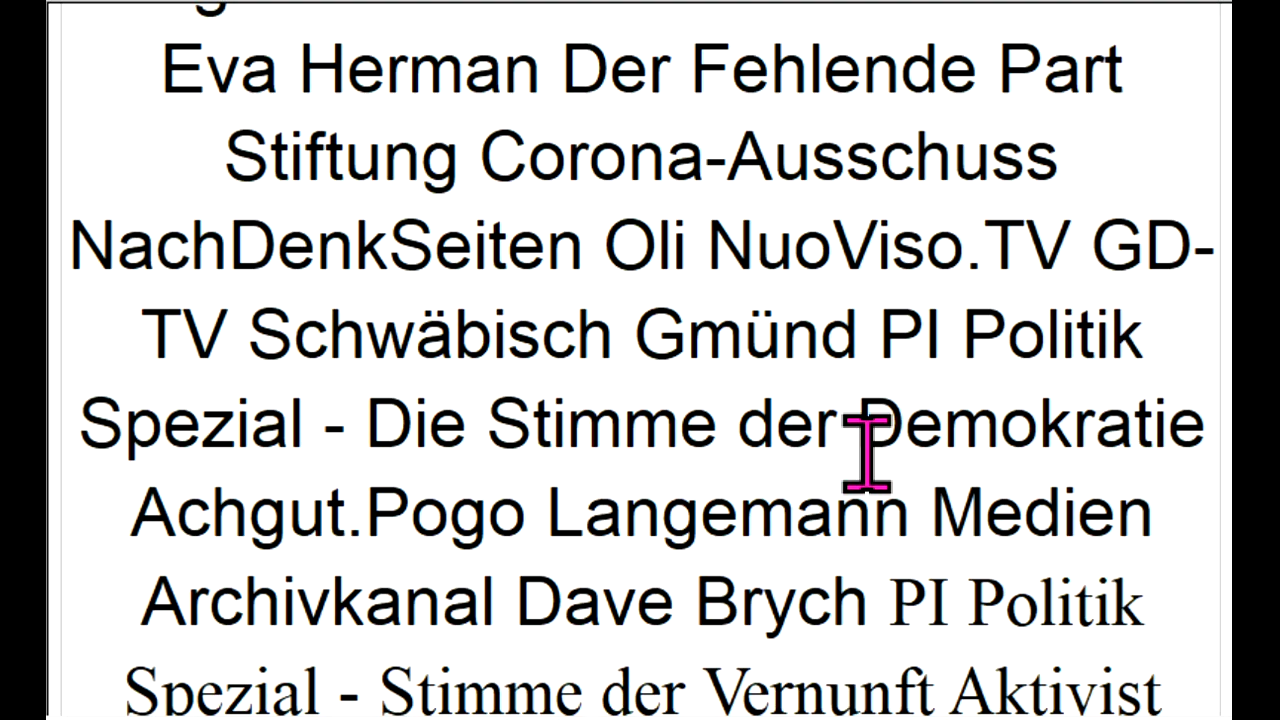 Eva Herman Der Fehlende Part
Stiftung Corona-Ausschuss
NachDenkSeiten Oli NuoViso.TV GD-
TV Schwäbisch Gmünd PI Politik
Spezial - Die Stimme der Demokratie
Achgut.Pogo Langemann Medien
Archivkanal Dave Brych PI Politik
Spezial - Stimme der Vernunft Aktivist